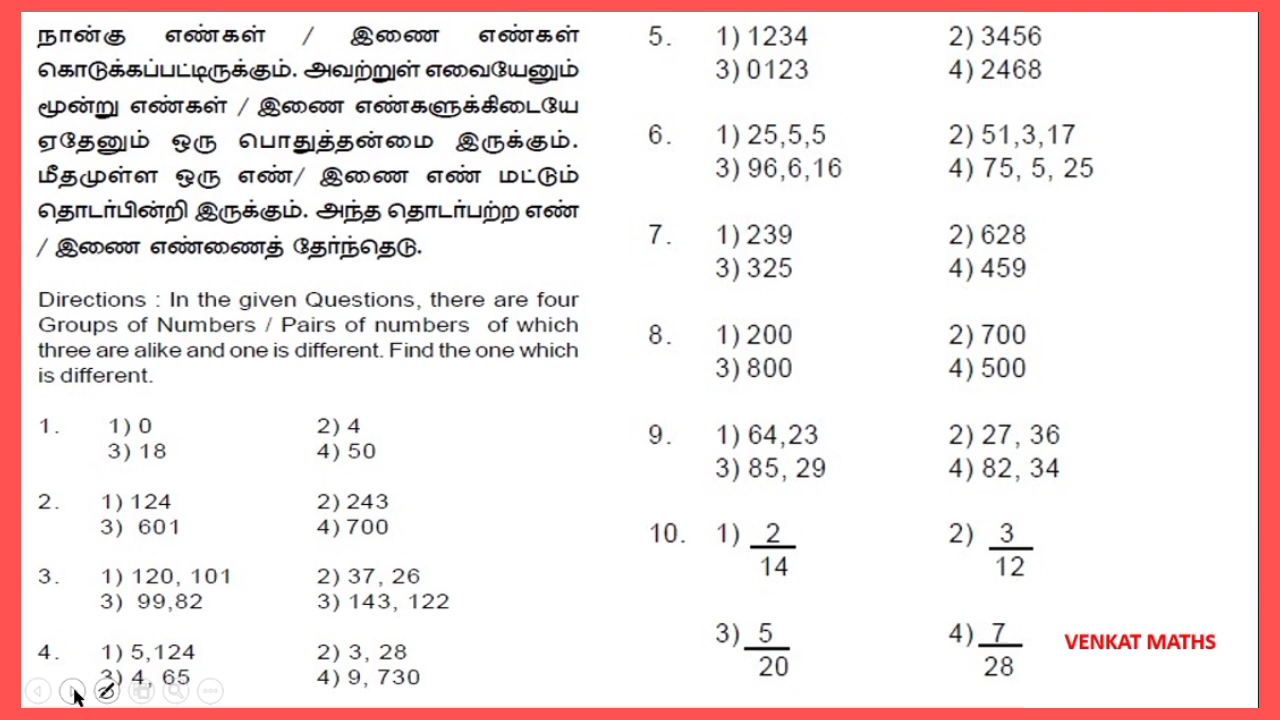 நான்கு எண்கள் / இணை எண்கள்
கொடுக்கப்பட்டிருக்கும். அவற்றுள் எவையேனும்
மூன்று எண்கள் / இணை எண்களுக்கிடையே
ஏதேனும் ஒரு பொதுத்தன்மை இருக்கும்.
மீதமுள்ள ஒரு எண்/ இணை எண் மட்டும்
தொடர்பின்றி இருக்கும். அந்த தொடர்பற்ற எண்
/ இணை எண்ணைத் தேர்ந்தெடு.
Directions : In the given Questions, there are four
Groups of Numbers / Pairs of numbers of which
three are alike and one is different. Find the one which
is different.
1. 1) 0 2) 4
3) 18 4) 50
2. 1) 124 2) 243
3) 601 4) 700
3. 1) 120, 101 2) 37, 26
3) 99,82 3) 143, 122
4. 1) 5,124 2) 3, 28
3) 4, 65 4) 9, 730
5. 1) 1234 2) 3456
3) 0123 4) 2468
6. 1) 25,5,5 2) 51,3,17
3) 96,6,16 4) 75, 5, 25
7. 1) 239 2) 628
3) 325 4) 459
8. 1) 200 2) 700
3) 800 4) 500
9. 1) 64,23 2) 27, 36
3) 85, 29 4) 82, 34
10. 1) 2 2) 3
14 12
3) 5 4) 7
20 28
VENKAT MATHS